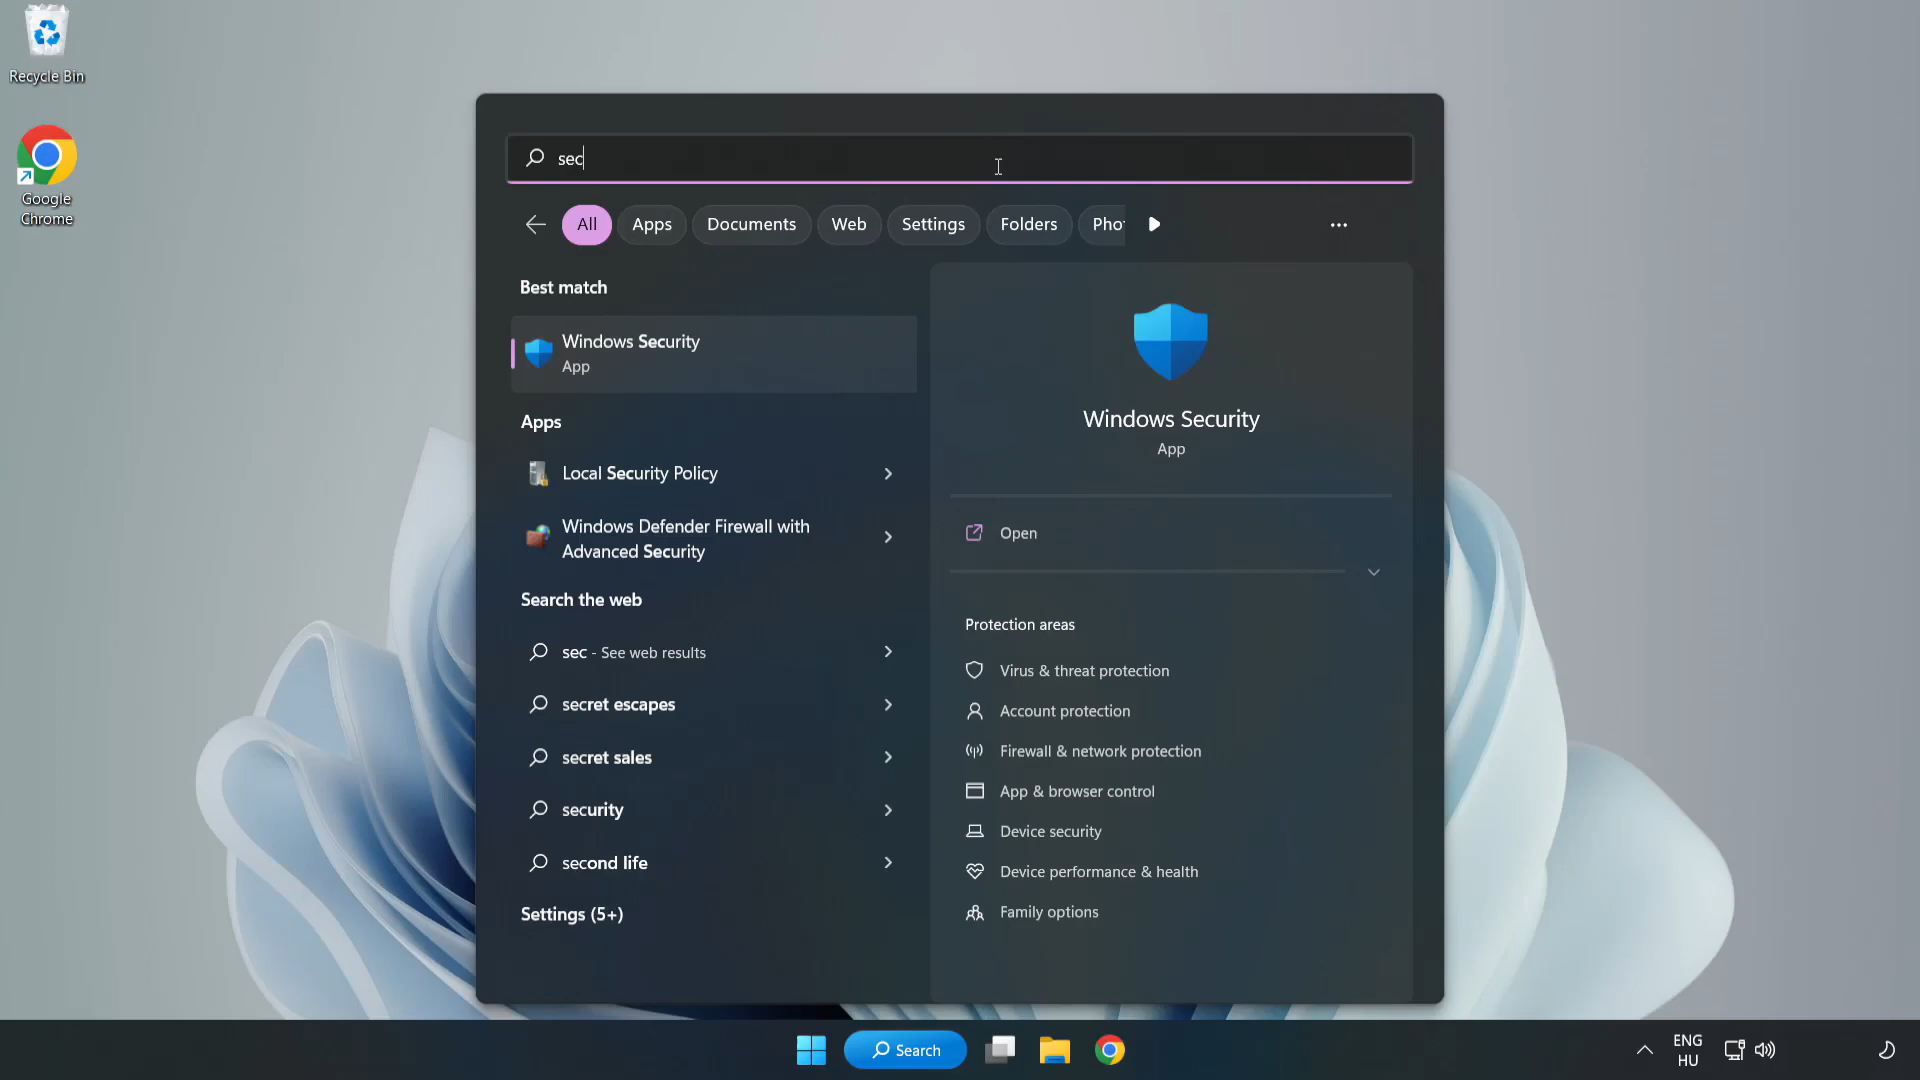 Recycle Bin
Google
Chrome
sec
All
Apps
Documents
Web
Settings
Folders
Best match
Windows Security
App
Apps
Local Security Policy
Windows Defender Firewall with
Advanced Security
Search the web
sec - See web results
secret escapes
secret sales
security
second life
Settings (5+)
Windows Security
App
Open
Protection areas
Virus & threat protection
Account protection
Firewall & network protection
App & browser control
Device security
Device performance & health
Family options
Search
ENG
HU